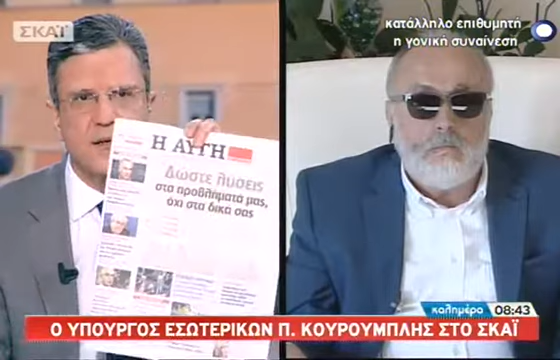 ΣΚΑΪ
κατάλληλο επιθυμητή
η γονική συναίνεση
Η ΑΥΓΗ
Δώστε λύσεις
στα προβλήματά μας,
όχι στα δικά σας
καλημέρα 08:43
Ο ΥΠΟΥΡΓΟΣ ΕΣΩΤΕΡΙΚΩΝ Π. ΚΟΥΡΟΥΜΠΛΗΣ ΣΤΟ ΣΚΑΪ